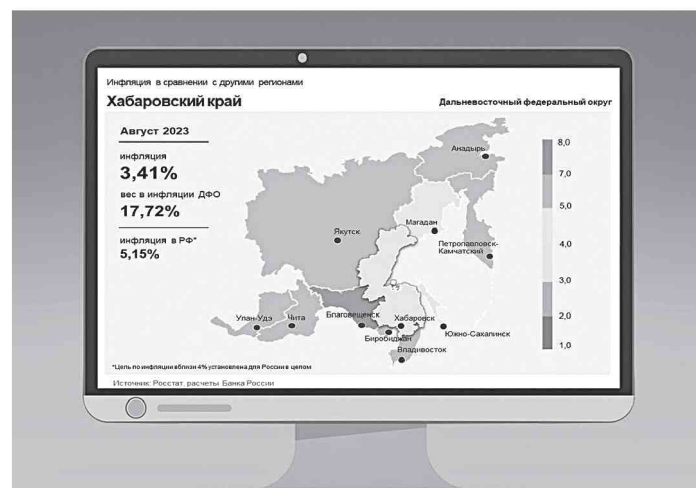 Инфляция в сравнении с другими регионами
Хабаровский край
Дальневосточный федеральный округ
Август 2023
инфляция
3,41%
вес в инфляции ДФО
17,72%
инфляция в РФ*
5,15%
Анадырь
Магадан
Якутск
Петропавловск-
Камчатский
Улан-Удэ
Чита
Благовещенск
Хабаровск
Биробиджан
Южно-Сахалинск
Владивосток
8,0
7,0
5,0
4,0
3,0
2,0
1,0
*Цель по инфляции вблизи 4% установлена для России в целом
Источник: Росстат, расчеты Банка России